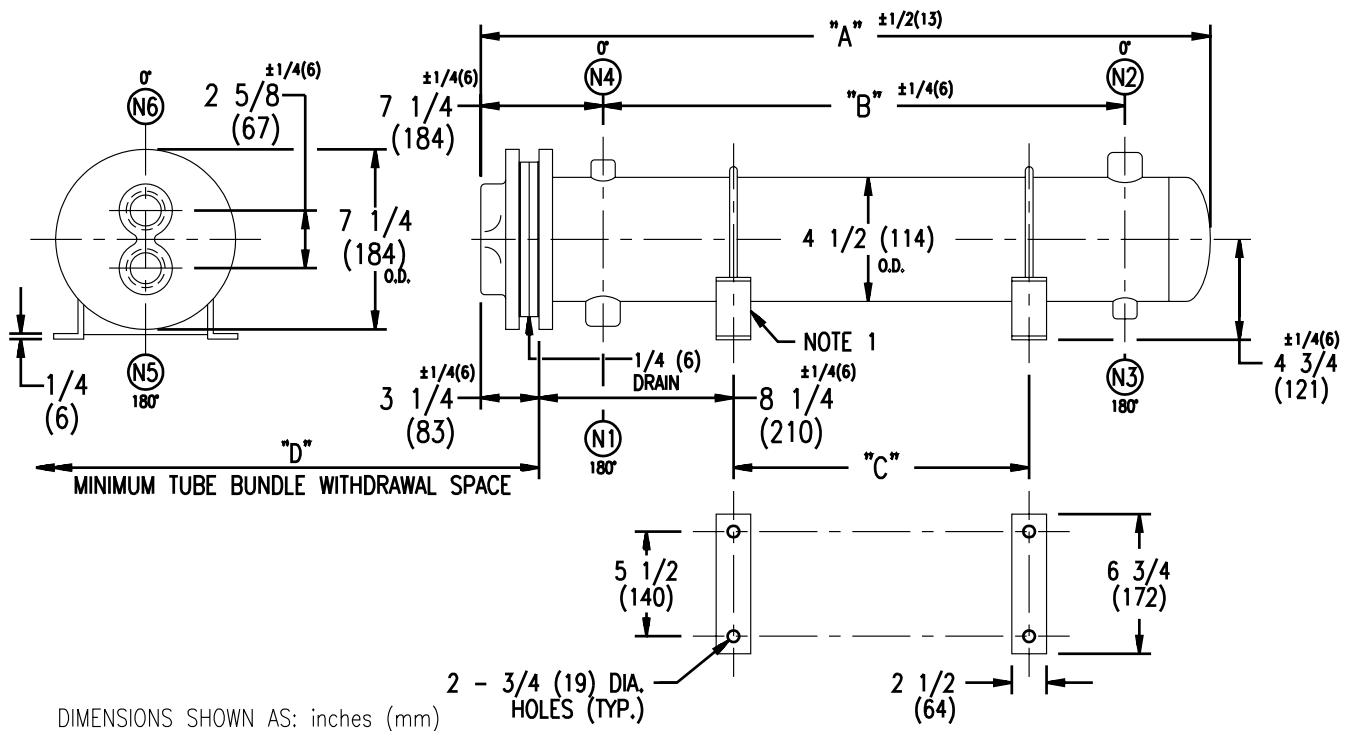 "A" ±1/2(13)
0°
N6
2 5/8 ±1/4(6)
(67)
7 1/4 ±1/4(6)
(184)
0°
N4
"B" ±1/4(6)
0°
N2
7 1/4
(184)
O.D.
4 1/2 (114)
O.D.
NOTE 1
1/4 (6)
DRAIN
±1/4(6)
4 3/4
(121)
1/4
(6)
N5
180°
±1/4(6)
3 1/4
(83)
±1/4(6)
8 1/4
(210)
N3
180°
N1
180°
"D"
MINIMUM TUBE BUNDLE WITHDRAWAL SPACE
"C"
5 1/2
(140)
6 3/4
(172)
2 - 3/4 (19) DIA.
HOLES (TYP.)
2 1/2
(64)
DIMENSIONS SHOWN AS: inches (mm)